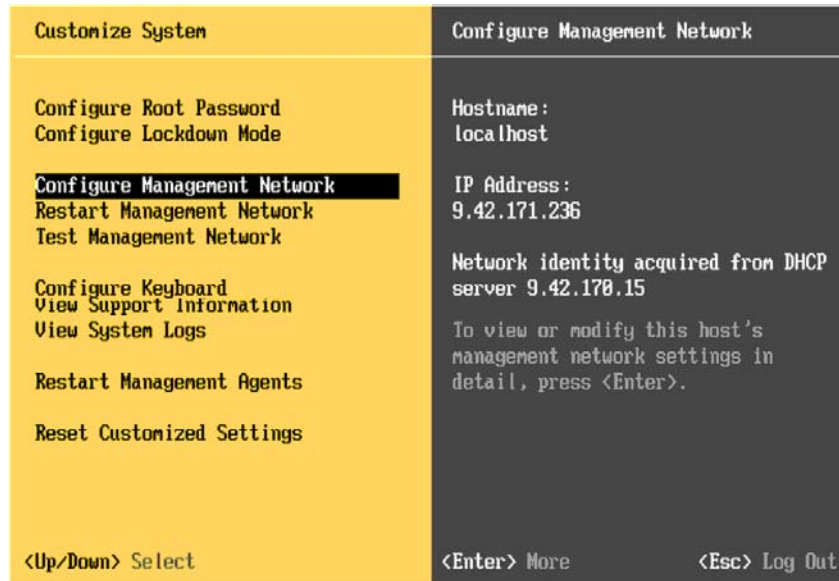 Customize System
Configure Root Password
Configure Lockdown Mode
Configure Management Network
Restart Management Network
Test Management Network
Configure Keyboard
View Support Information
View System Logs
Restart Management Agents
Reset Customized Settings
<Up/Down> Select
Configure Management Network
Hostname:
localhost
IP Address:
9.42.171.236
Network identity acquired from DHCP
server 9.42.170.15
To view or modify this host's
management network settings in
detail, press <Enter>.
<Enter> More
<Esc> Log Out